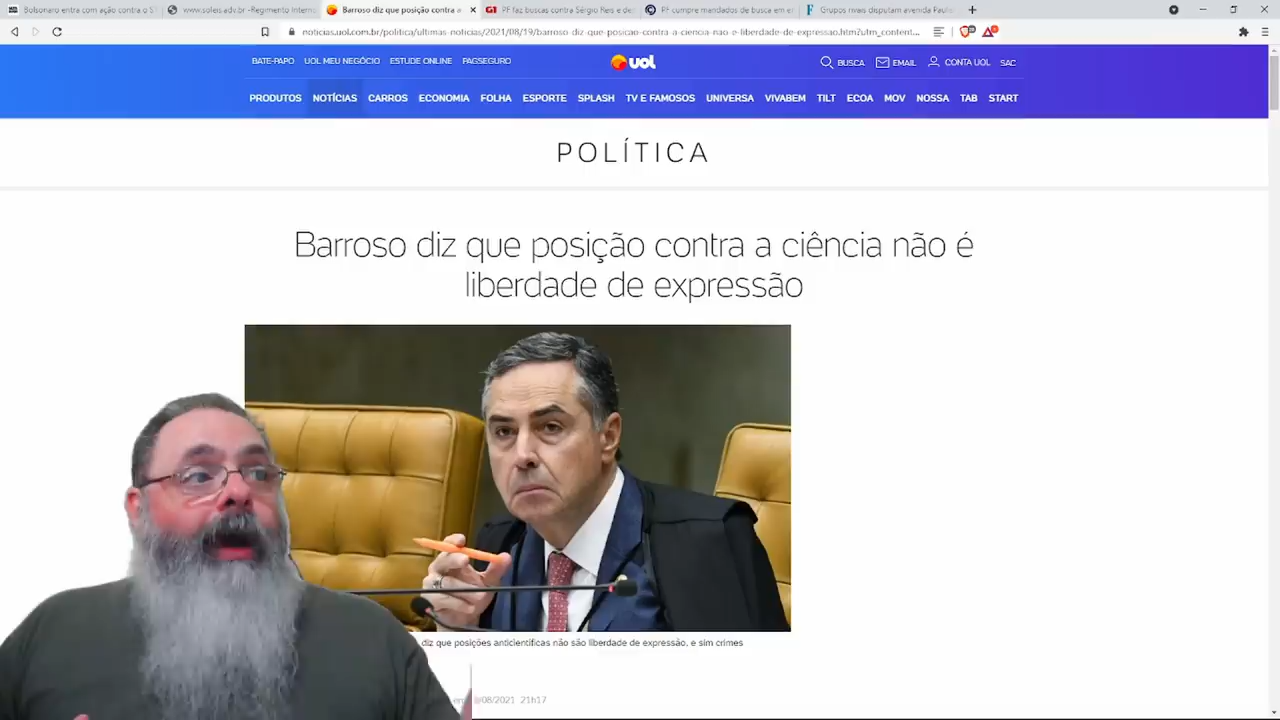 Bolsonaro entra com ação contra o S
www.soleis.adv.br -Regimento Intern
Barroso diz que posição contra a
PF faz buscas contra Sérgio Reis e de
PF cumpre mandados de busca em e
Grupos rivais disputam avenida Paul
noticias.uol.com.br/politica/ultimas-noticias/2021/08/19/barroso-diz-que-posicao-contra-a-ciencia-nao-e-liberdade-de-expressao.htm?utm_content...
BATE-PAPO UOL MEU NEGÓCIO ESTUDE ONLINE PAGSEGURO
UOL
BUSCA EMAIL CONTA UOL SAC
PRODUTOS NOTÍCIAS CARROS ECONOMIA FOLHA ESPORTE SPLASH TV E FAMOSOS UNIVERSA VIVABEM TILT ECOA MOV NOSSA TAB START
POLÍTICA
Barroso diz que posição contra a ciência não é
liberdade de expressão
diz que posições anticientíficas não são liberdade de expressão, e sim crimes
08/2021 21h17